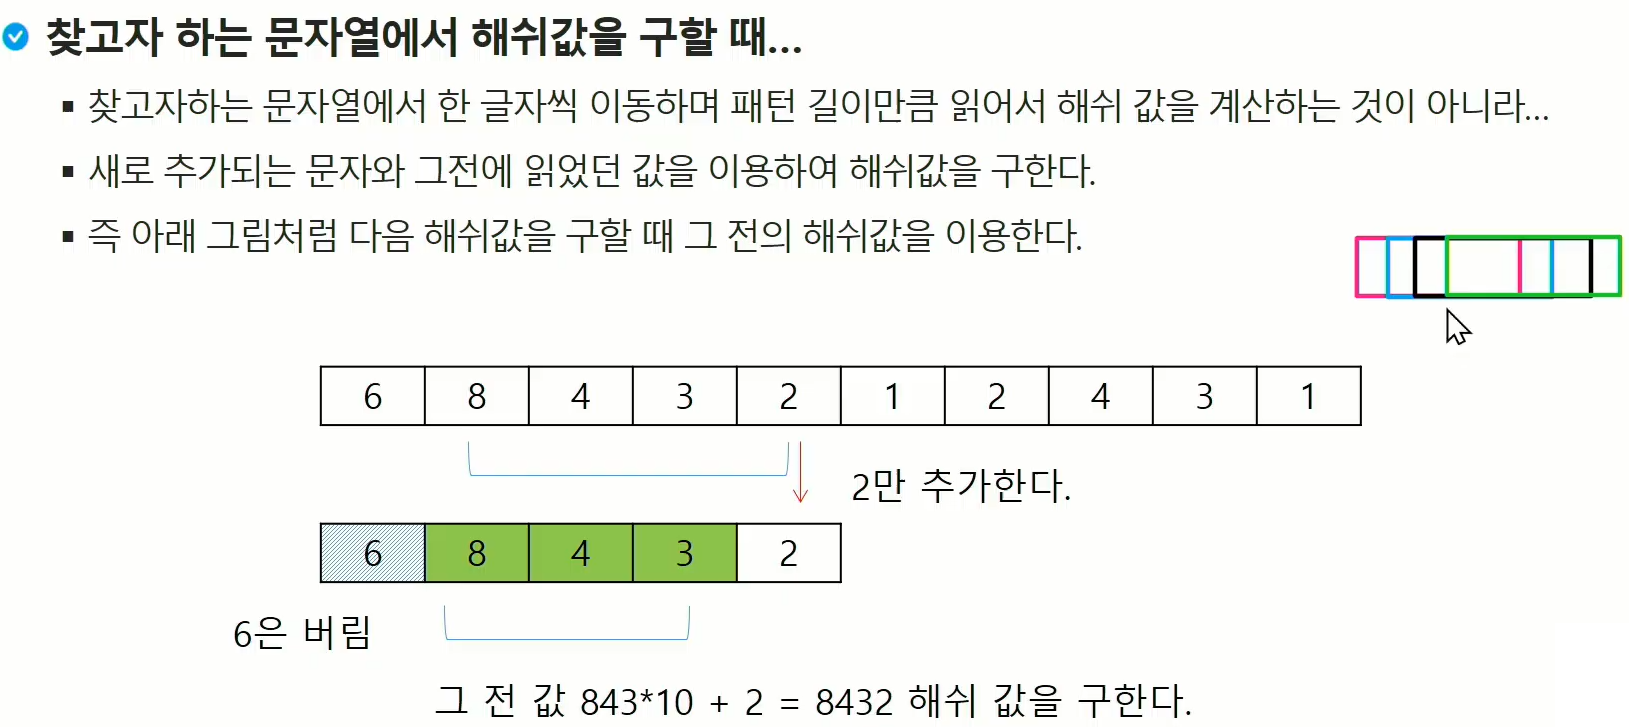 찾고자 하는 문자열에서 해쉬값을 구할 때...
찾고자하는 문자열에서 한 글자씩 이동하며 패턴 길이만큼 읽어서 해쉬 값을 계산하는 것이 아니라...
새로 추가되는 문자와 그전에 읽었던 값을 이용하여 해쉬값을 구한다.
즉 아래 그림처럼 다음 해쉬값을 구할 때 그 전의 해쉬값을 이용한다.
6 8 4 3 2 1 2 4 3 1
2만 추가한다.
6 8 4 3 2
6은 버림
그 전 값 843*10 + 2 = 8432 해쉬 값을 구한다.